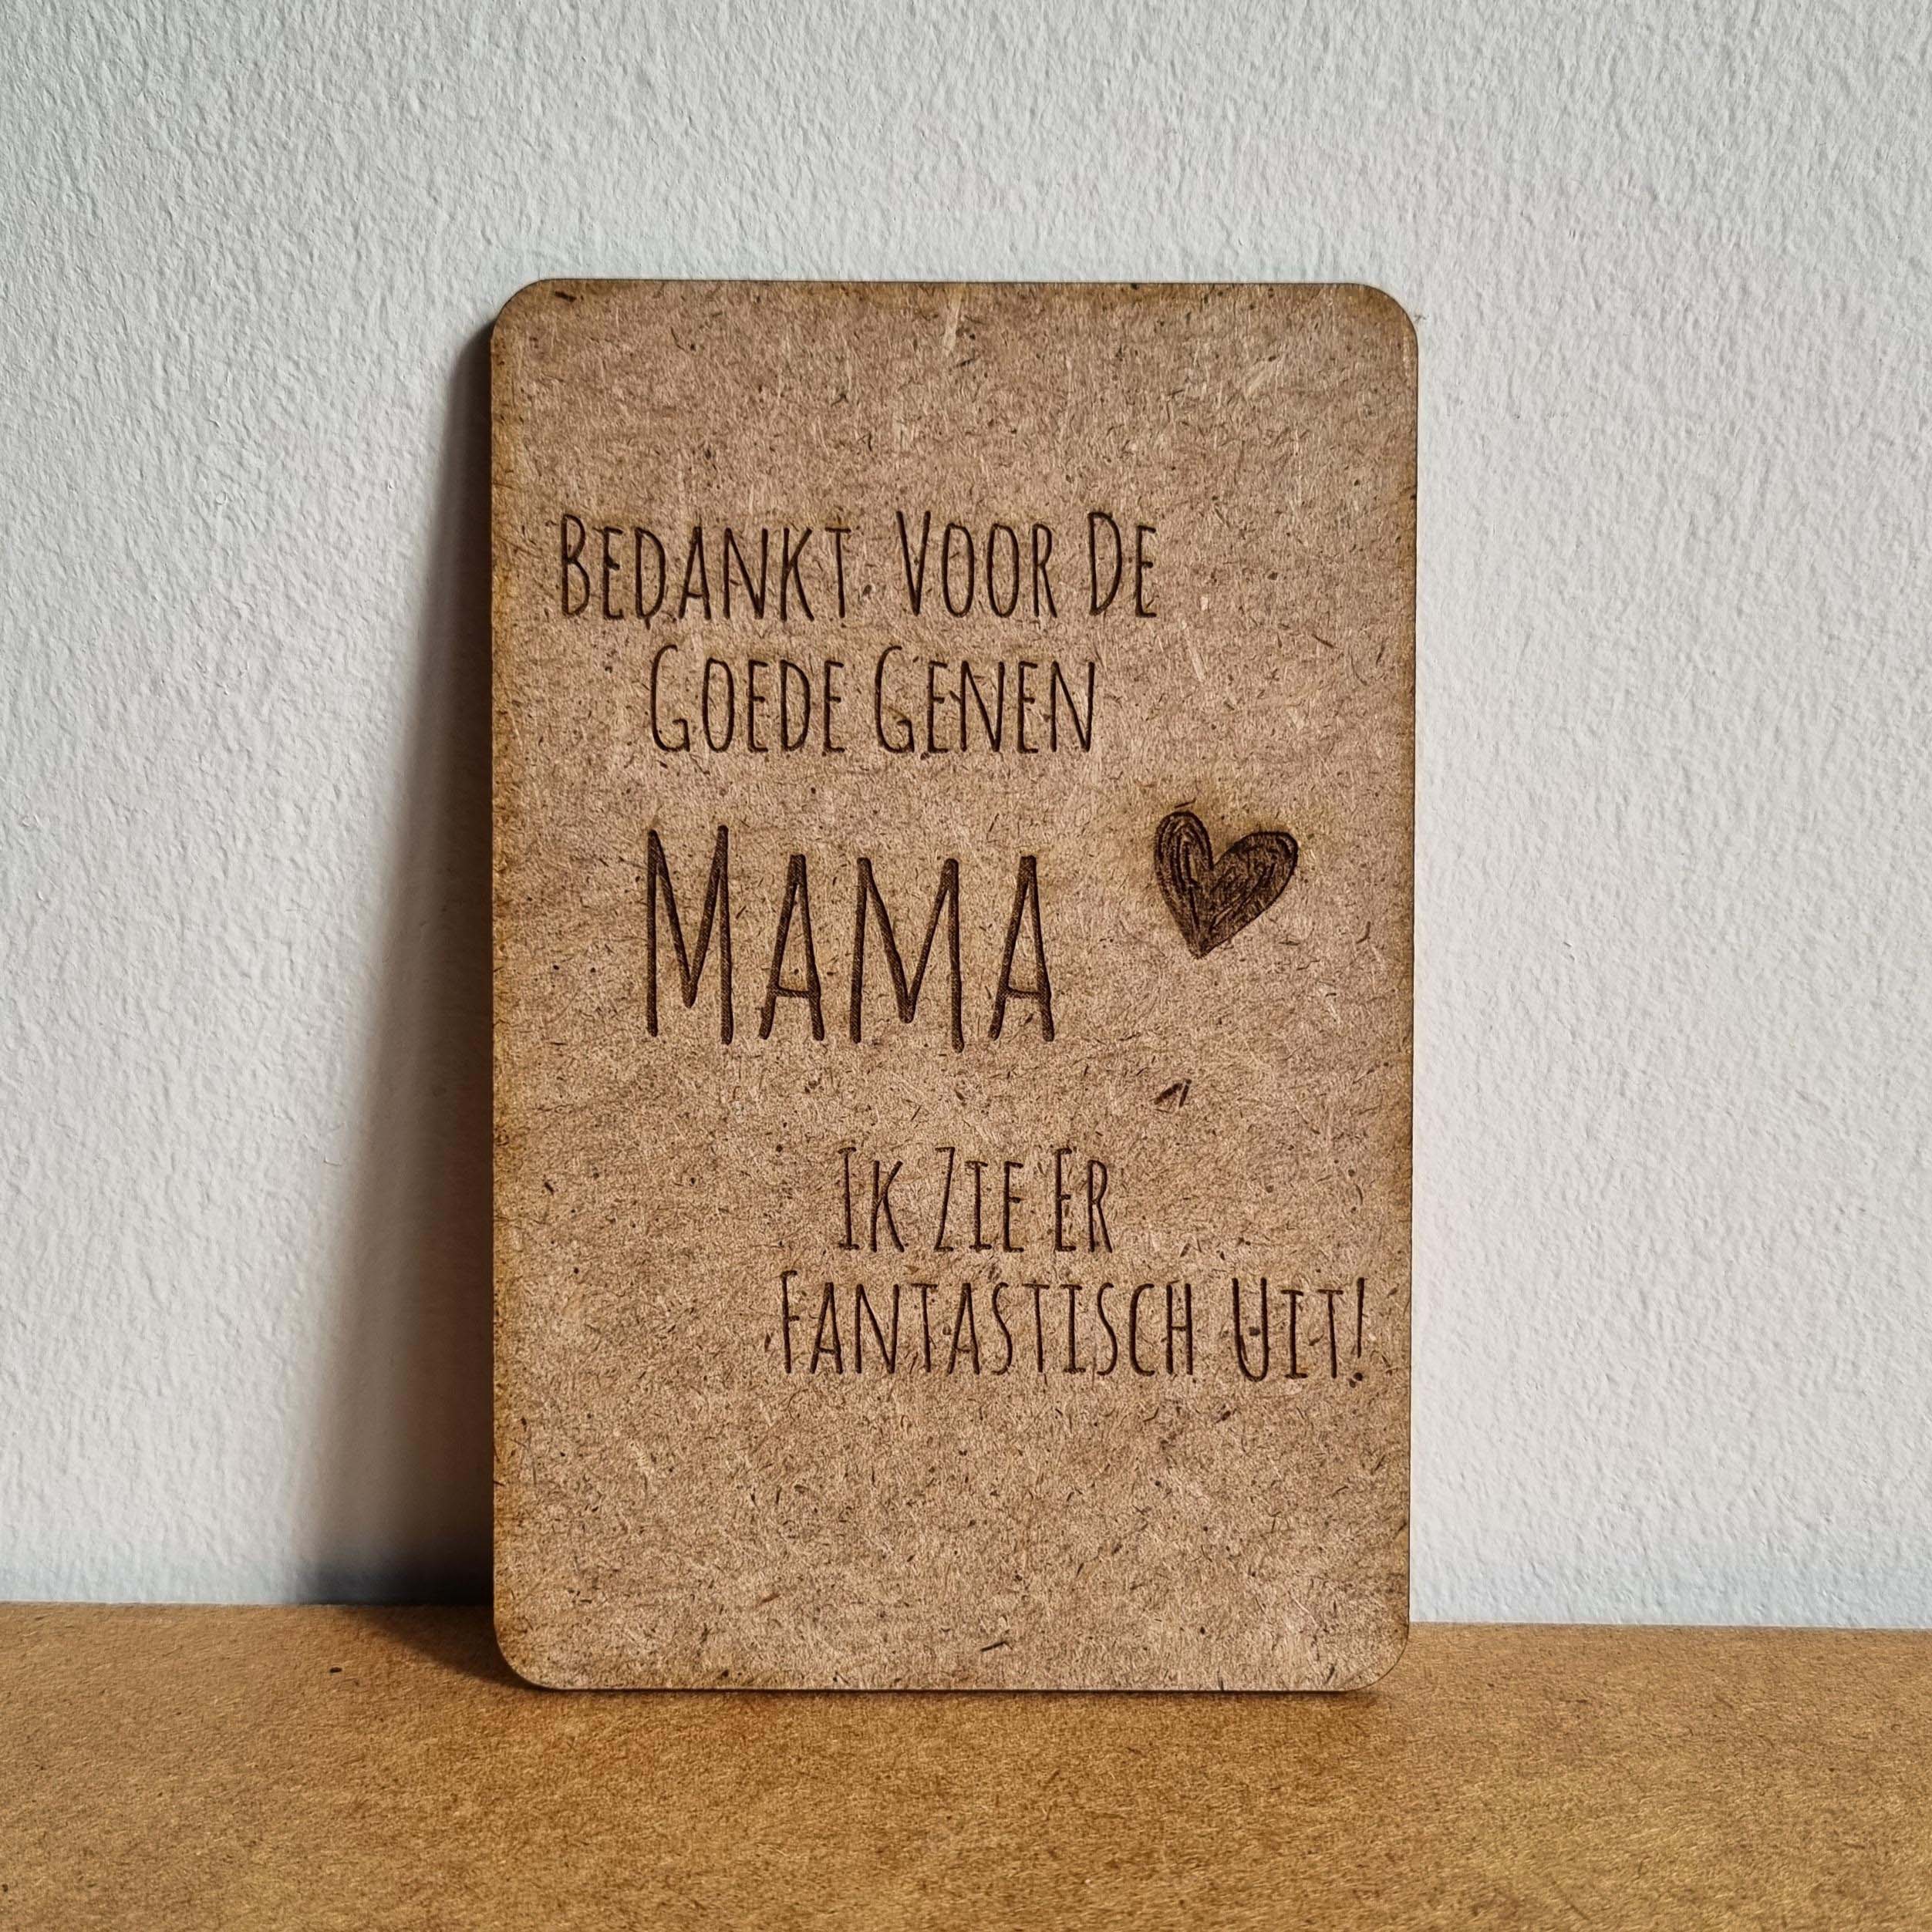 Bedankt Voor De
Goede Genen
Mama
Ik Zie Er
Fantastisch Uit!